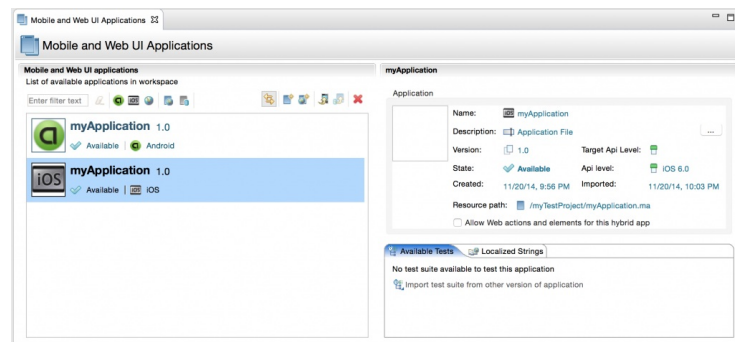 Mobile and Web UI Applications
Mobile and Web UI Applications
Mobile and Web UI applications
List of available applications in workspace
Enter filter text
iOS
myApplication 1.0
Available | Android
iOS
myApplication 1.0
Available | iOS iOS
myApplication
Application
Name: iOS myApplication
Description: Application File ...
Version: 1.0 Target Api Level:
State: Available Api level: iOS 6.0
Created: 11/20/14, 9:56 PM Imported: 11/20/14, 10:03 PM
Resource path: /myTestProject/myApplication.ma
Allow Web actions and elements for this hybrid app
Available Tests Localized Strings
No test suite available to test this application
Import test suite from other version of application